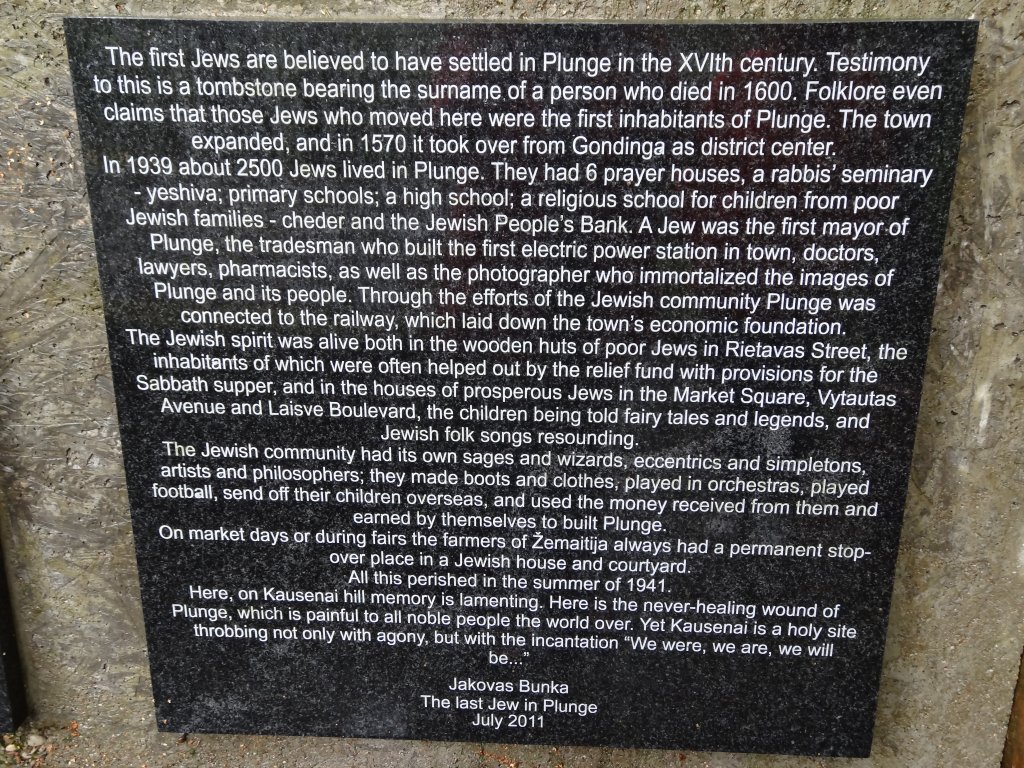 The first Jews are believed to have settled in Plunge in the XVIth century. Testimony
to this is a tombstone bearing the surname of a person who died in 1600. Folklore even
claims that those Jews who moved here were the first inhabitants of Plunge. The town
expanded, and in 1570 it took over from Gondinga as district center.
In 1939 about 2500 Jews lived in Plunge. They had 6 prayer houses, a rabbis' seminary
- yeshiva; primary schools; a high school; a religious school for children from poor
Jewish families - cheder and the Jewish People's Bank. A Jew was the first mayor of
Plunge, the tradesman who built the first electric power station in town, doctors,
lawyers, pharmacists, as well as the photographer who immortalized the images of
Plunge and its people. Through the efforts of the Jewish community Plunge was
connected to the railway, which laid down the town's economic foundation.
The Jewish spirit was alive both in the wooden huts of poor Jews in Rietavas Street, the
inhabitants of which were often helped out by the relief fund with provisions for the
Sabbath supper, and in the houses of prosperous Jews in the Market Square, Vytautas
Avenue and Laisve Boulevard, the children being told fairy tales and legends, and
Jewish folk songs resounding.
The Jewish community had its own sages and wizards, eccentrics and simpletons,
artists and philosophers; they made boots and clothes, played in orchestras, played
football, send off their children overseas, and used the money received from them and
earned by themselves to built Plunge.
On market days or during fairs the farmers of Žemaitija always had a permanent stop-
over place in a Jewish house and courtyard.
All this perished in the summer of 1941.
Here, on Kausenai hill memory is lamenting. Here is the never-healing wound of
Plunge, which is painful to all noble people the world over. Yet Kausenai is a holy site
throbbing not only with agony, but with the incantation "We were, we are, we will
be..."
Jakovas Bunka
The last Jew in Plunge
July 2011